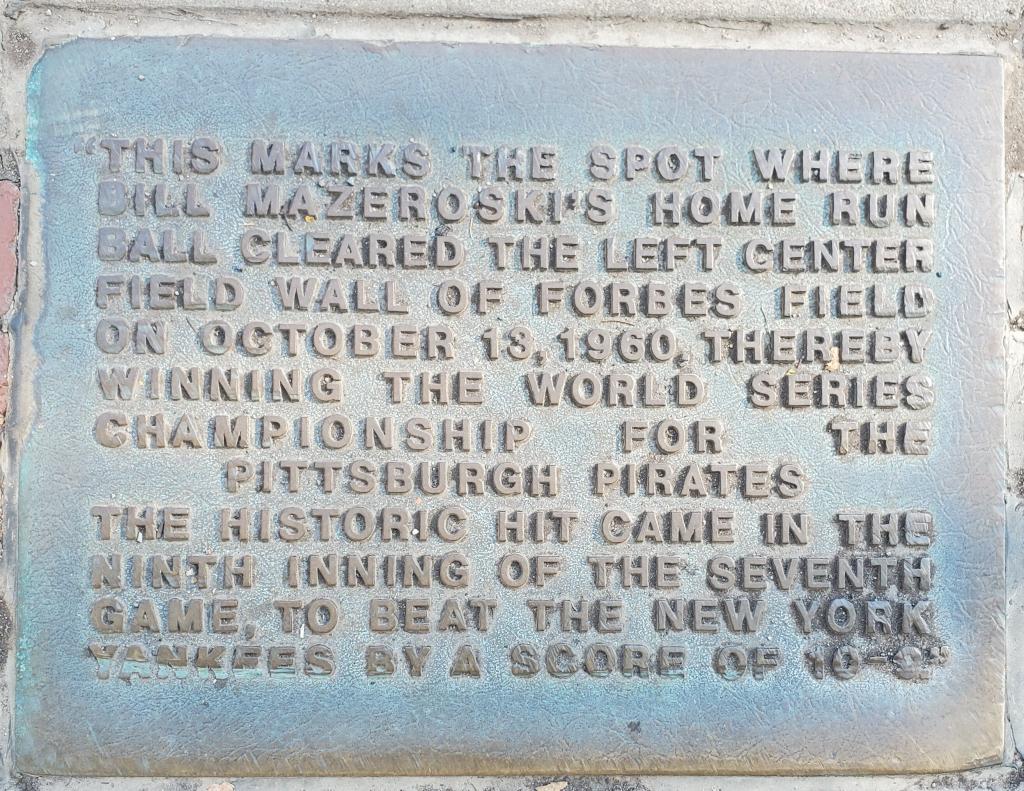 "THIS MARKS THE SPOT WHERE
BILL MAZEROSKI'S HOME RUN
BALL CLEARED THE LEFT CENTER
FIELD WALL OF FORBES FIELD
ON OCTOBER 13, 1960, THEREBY
WINNING THE WORLD SERIES
CHAMPIONSHIP FOR THE
PITTSBURGH PIRATES
THE HISTORIC HIT CAME IN THE
NINTH INNING OF THE SEVENTH
GAME, TO BEAT THE NEW YORK
YANKEES BY A SCORE OF 10-9."